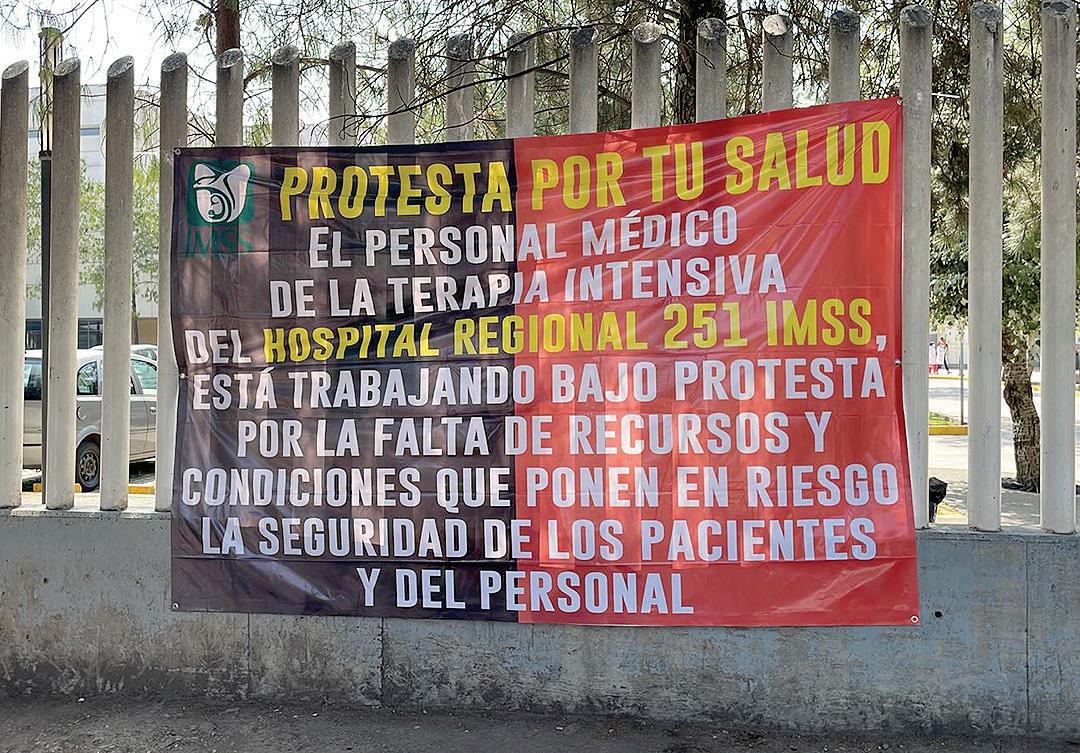 IMSS
PROTESTA POR TU SALUD
EL PERSONAL MÉDICO
DE LA TERAPIA INTENSIVA
DEL HOSPITAL REGIONAL 251 IMSS,
ESTÁ TRABAJANDO BAJO PROTESTA
POR LA FALTA DE RECURSOS Y
CONDICIONES QUE PONEN EN RIESGO
LA SEGURIDAD DE LOS PACIENTES
Y DEL PERSONAL